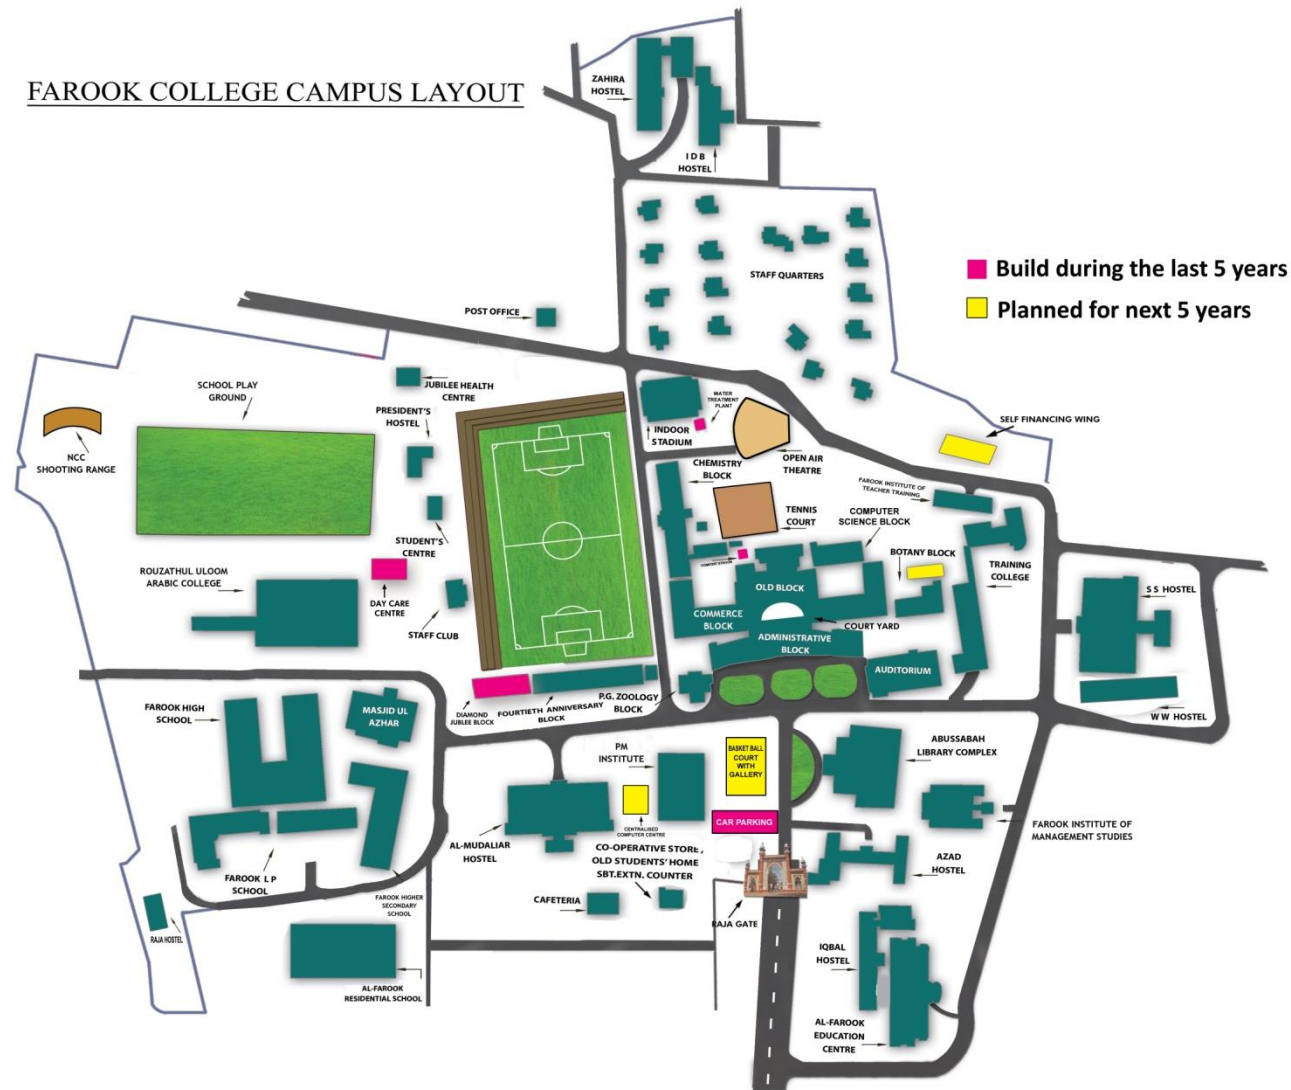 FAROOK COLLEGE CAMPUS LAYOUT
ZAHIRA
HOSTEL
I D B
HOSTEL
STAFF QUARTERS
Build during the last 5 years
Planned for next 5 years
POST OFFICE
JUBILEE HEALTH
CENTRE
SCHOOL PLAY
GROUND
PRESIDENT'S
HOSTEL
NCC
SHOOTING RANGE
WATER
TREATMENT
PLANT
INDOOR
STADIUM
OPEN AIR
THEATRE
SELF FINANCING WING
CHEMISTRY
BLOCK
FAROOK INSTITUTE OF
TEACHER TRAINING
TENNIS
COURT
COMPUTER
SCIENCE BLOCK
STUDENT'S
CENTRE
BOTANY BLOCK
TRAINING
COLLEGE
ROUZATHUL ULOOM
ARABIC COLLEGE
DAY CARE
CENTRE
STAFF CLUB
OLD BLOCK
COMMERCE
BLOCK
COURT YARD
ADMINISTRATIVE
BLOCK
AUDITORIUM
S S HOSTEL
W W HOSTEL
P.G. ZOOLOGY
BLOCK
DIAMOND
JUBLEE BLOCK
FOURTIETH ANNIVERSARY
BLOCK
FAROOK HIGH
SCHOOL
MASJID UL
AZHAR
PM
INSTITUTE
BASKET BALL
COURT
WITH
GALLERY
ABUSSABAH
LIBRARY COMPLEX
CAR PARKING
CENTRALISED
COMPUTER CENTRE
AL-MUDALIAR
HOSTEL
FAROOK INSTITUTE OF
MANAGEMENT STUDIES
CO-OPERATIVE STORE,
OLD STUDENTS' HOME
SBT.EXTN. COUNTER
AZAD
HOSTEL
FAROOK L P
SCHOOL
FAROOK HIGHER
SECONDARY
SCHOOL
CAFETERIA
RAJA GATE
RAJA HOSTEL
IQBAL
HOSTEL
AL-FAROOK
RESIDENTIAL SCHOOL
AL-FAROOK
EDUCATION
CENTRE